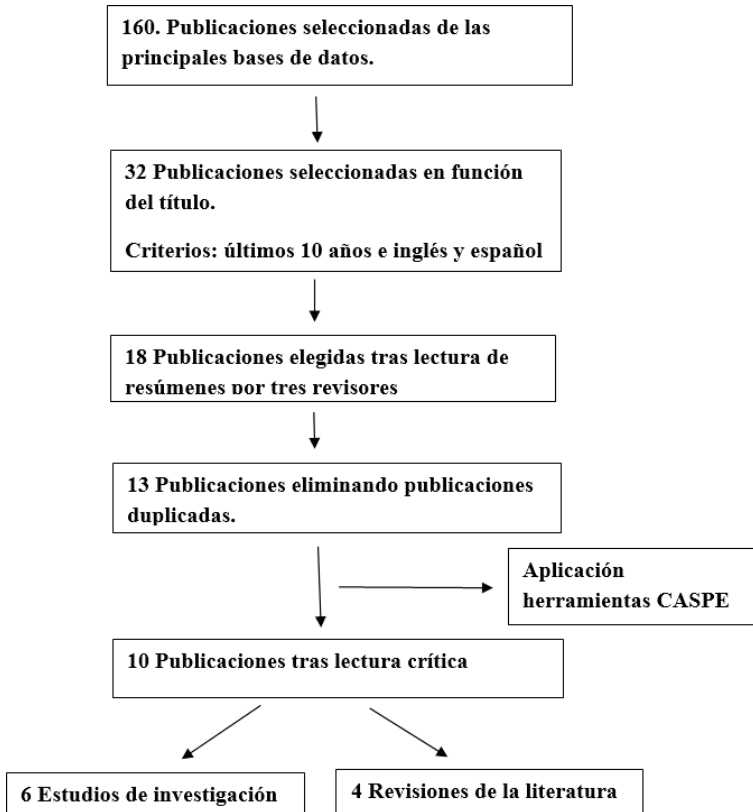 160. Publicaciones seleccionadas de las
principales bases de datos.
32 Publicaciones seleccionadas en función
del título.
Criterios: últimos 10 años e inglés y español
18 Publicaciones elegidas tras lectura de
resúmenes por tres revisores
13 Publicaciones eliminando publicaciones
duplicadas.
Aplicación
herramientas CASPE
10 Publicaciones tras lectura crítica
6 Estudios de investigación
4 Revisiones de la literatura